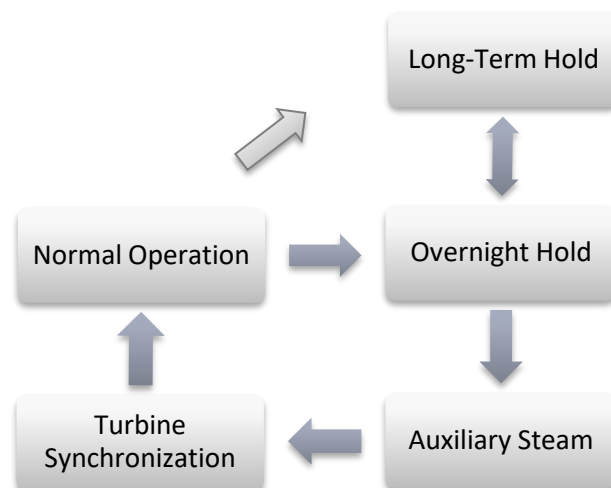 Long-Term Hold
Normal Operation
Overnight Hold
Turbine
Synchronization
Auxiliary Steam